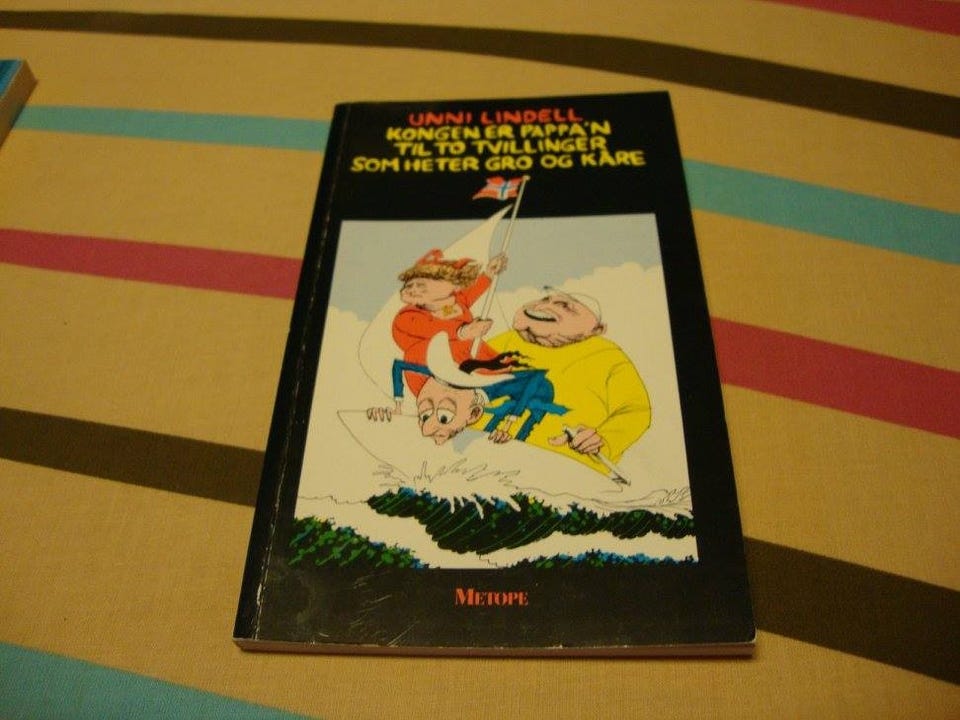 UNNI LINDELL
KONGEN ER PAPPA'N
TIL TO TVILLINGER
SOM HETER GRO OG KÅRE
METOPE